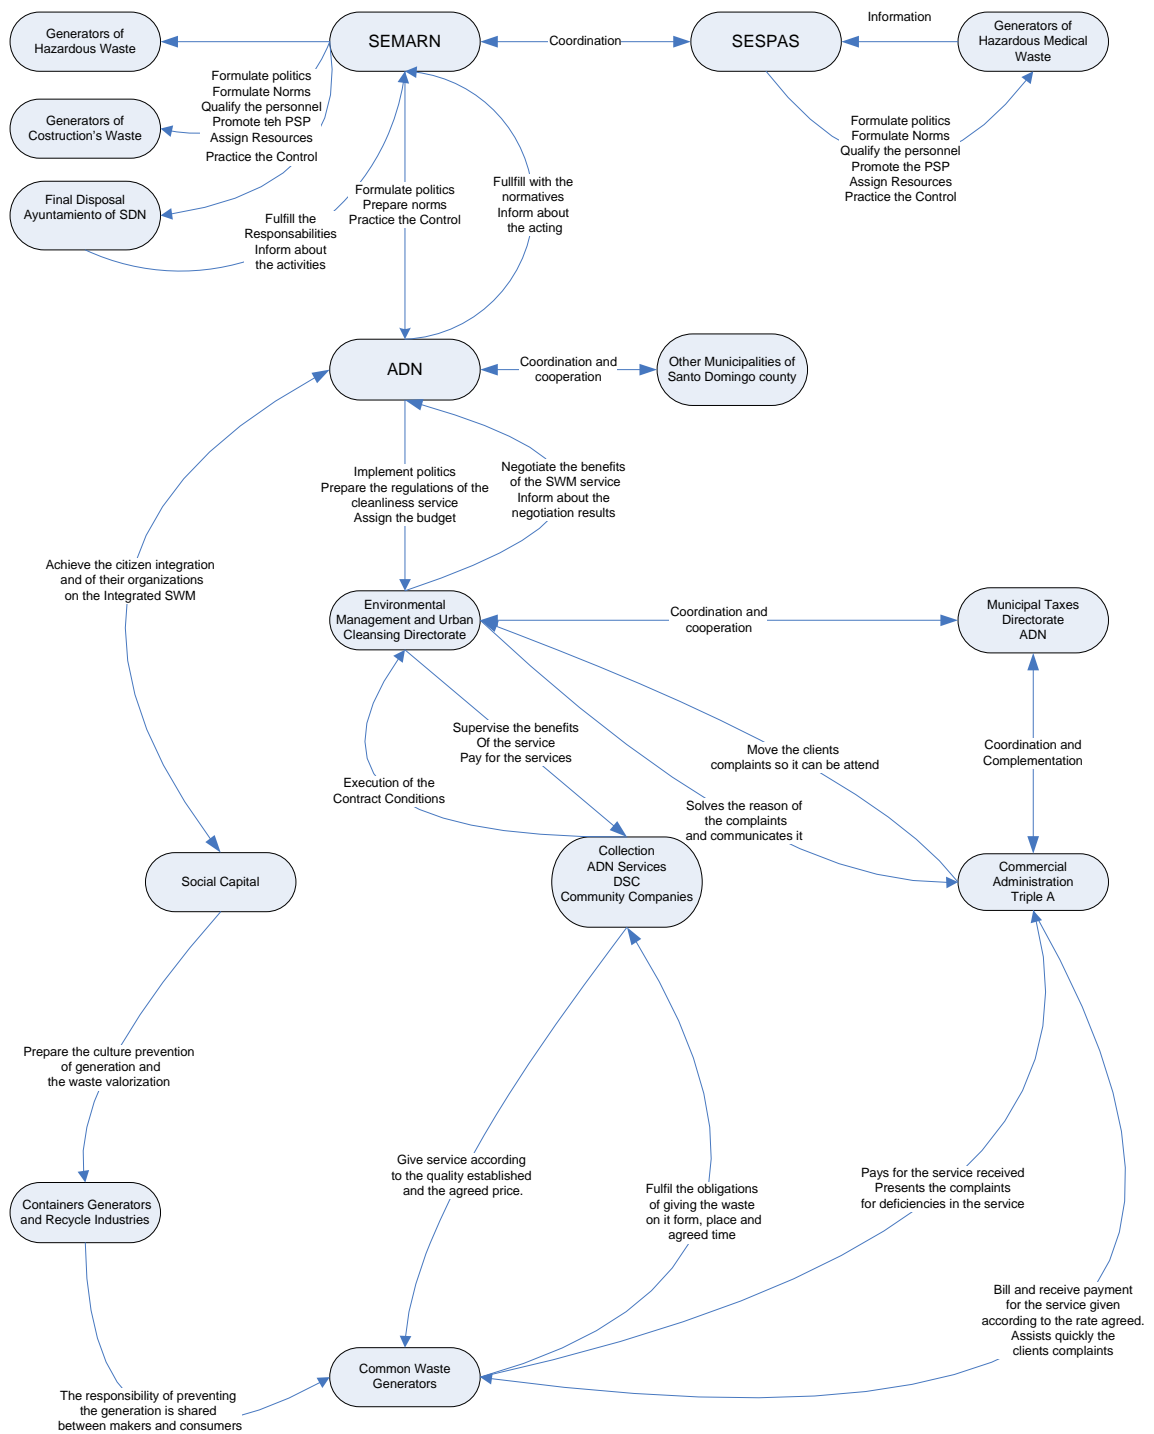 Generators of
Hazardous Waste
SEMARN
Coordination
SESPAS
Information
Generators of
Hazardous Medical
Waste
Formulate politics
Formulate Norms
Qualify the personnel
Promote teh PSP
Assign Resources
Practice the Control
Generators of
Costruction's Waste
Final Disposal
Ayuntamiento of SDN
Fulfill the
Responsabilities
Inform about
the activities
Formulate politics
Prepare norms
Practice the Control
Fullfill with the
normatives
Inform about
the acting
Formulate politics
Formulate Norms
Qualify the personnel
Promote the PSP
Assign Resources
Practice the Control
ADN
Coordination and
cooperation
Other Municipalities of
Santo Domingo county
Implement politics
Prepare the regulations of the
cleanliness service
Assign the budget
Negotiate the benefits
of the SWM service
Inform about the
negotiation results
Achieve the citizen integration
and of their organizations
on the Integrated SWM
Environmental
Management and Urban
Cleansing Directorate
Coordination and
cooperation
Municipal Taxes
Directorate
ADN
Supervise the benefits
Of the service
Pay for the services
Execution of the
Contract Conditions
Move the clients
complaints so it can be attend
Solves the reason of
the complaints
and communicates it
Coordination and
Complementation
Social Capital
Collection
ADN Services
DSC
Community Companies
Commercial
Administration
Triple A
Prepare the culture prevention
of generation and
the waste valorization
Give service according
to the quality established
and the agreed price.
Fulfil the obligations
of giving the waste
on it form, place and
agreed time
Pays for the service received
Presents the complaints
for deficiencies in the service
Containers Generators
and Recycle Industries
Bill and receive payment
for the service given
according to the rate agreed.
Assists quickly the
clients complaints
Common Waste
Generators
The responsibility of preventing
the generation is shared
between makers and consumers